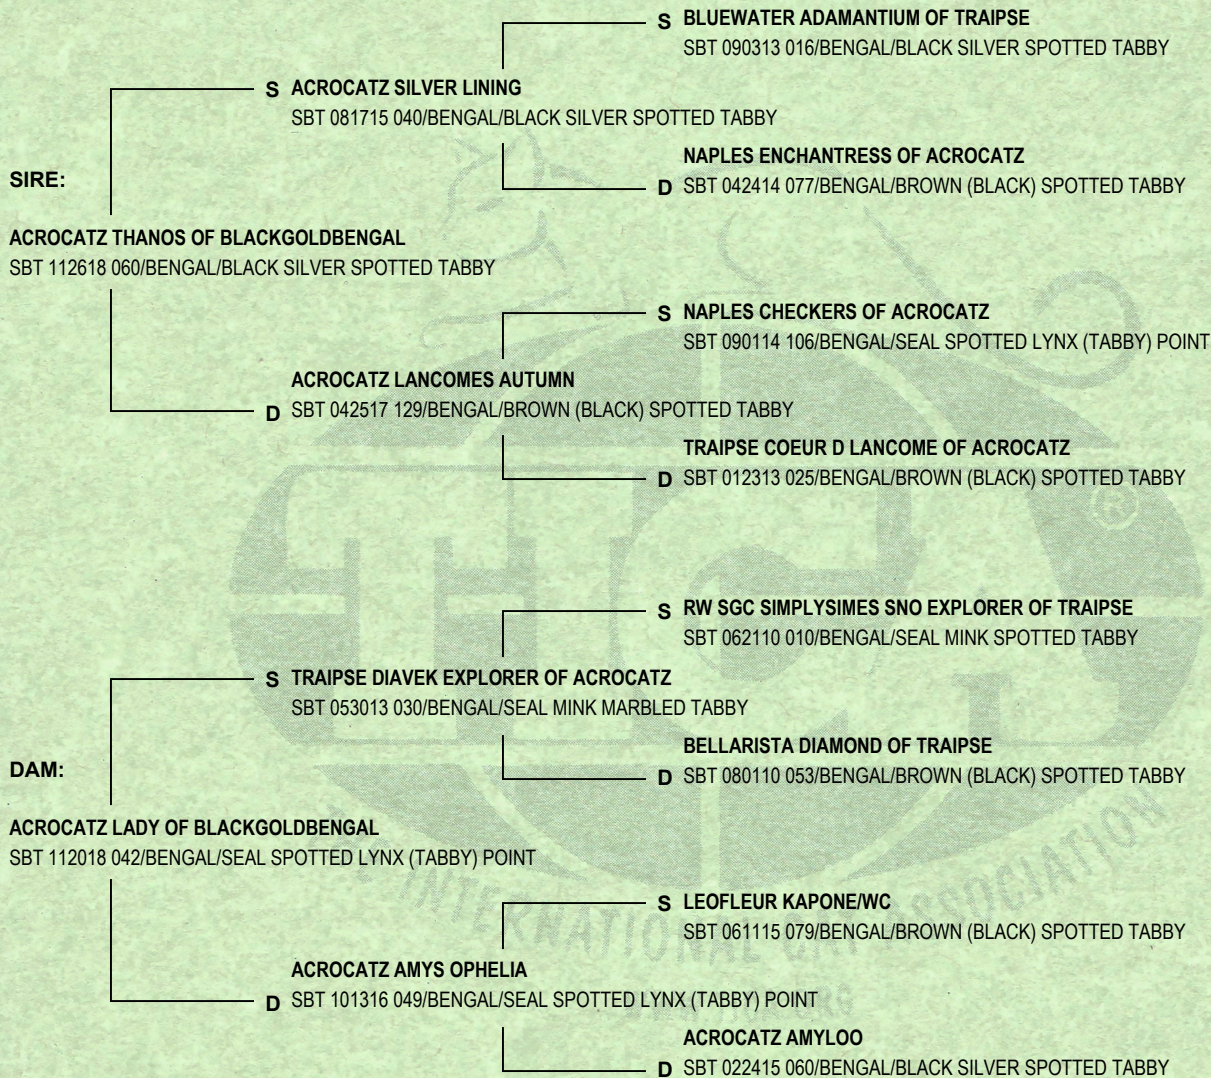 S BLUEWATER ADAMANTIUM OF TRAIPSE
SBT 090313 016/BENGAL/BLACK SILVER SPOTTED TABBY
S ACROCATZ SILVER LINING
SBT 081715 040/BENGAL/BLACK SILVER SPOTTED TABBY
NAPLES ENCHANTRESS OF ACROCATZ
D SBT 042414 077/BENGAL/BROWN (BLACK) SPOTTED TABBY
SIRE:
ACROCATZ THANOS OF BLACKGOLDBENGAL
SBT 112618 060/BENGAL/BLACK SILVER SPOTTED TABBY
S NAPLES CHECKERS OF ACROCATZ
SBT 090114 106/BENGAL/SEAL SPOTTED LYNX (TABBY) POINT
ACROCATZ LANCOMES AUTUMN
D SBT 042517 129/BENGAL/BROWN (BLACK) SPOTTED TABBY
TRAIPSE COEUR D LANCOME OF ACROCATZ
D SBT 012313 025/BENGAL/BROWN (BLACK) SPOTTED TABBY
TICA ®
S RW SGC SIMPLYSIMES SNO EXPLORER OF TRAIPSE
SBT 062110 010/BENGAL/SEAL MINK SPOTTED TABBY
S TRAIPSE DIAVEK EXPLORER OF ACROCATZ
SBT 053013 030/BENGAL/SEAL MINK MARBLED TABBY
BELLARISTA DIAMOND OF TRAIPSE
D SBT 080110 053/BENGAL/BROWN (BLACK) SPOTTED TABBY
DAM:
ACROCATZ LADY OF BLACKGOLDBENGAL
SBT 112018 042/BENGAL/SEAL SPOTTED LYNX (TABBY) POINT
THE INTERNATIONAL CAT ASSOCIATION
S LEOFLEUR KAPONE/WC
SBT 061115 079/BENGAL/BROWN (BLACK) SPOTTED TABBY
ACROCATZ AMYS OPHELIA
D SBT 101316 049/BENGAL/SEAL SPOTTED LYNX (TABBY) POINT
ACROCATZ AMYLOO
D SBT 022415 060/BENGAL/BLACK SILVER SPOTTED TABBY